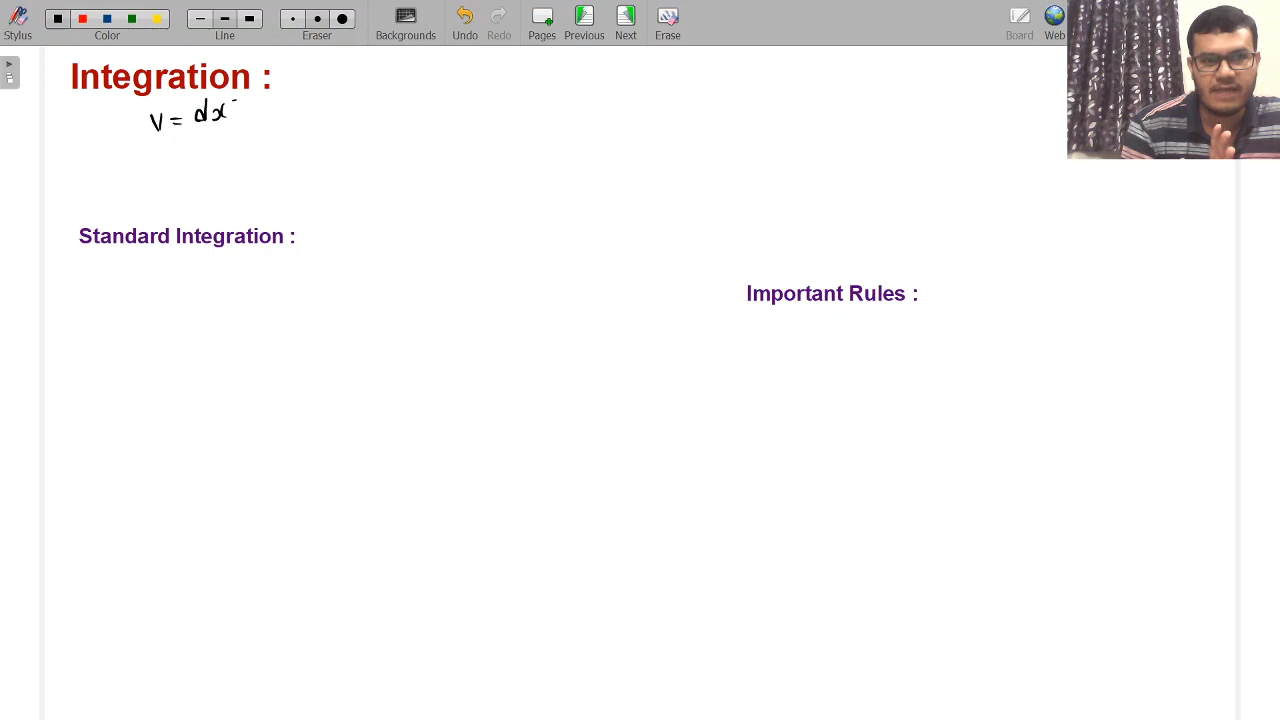 Stylus Color Line Eraser Backgrounds Undo Redo Pages Previous Next Erase Board Web
Integration :
v = dx
Standard Integration :
Important Rules :